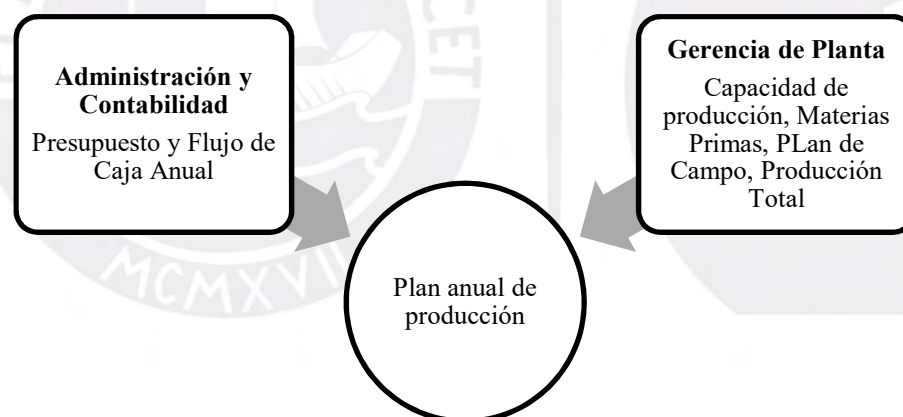 Administración y
Contabilidad
Presupuesto y Flujo de
Caja Anual
Gerencia de Planta
Capacidad de
producción, Materias
Primas, PLan de
Campo, Producción
Total
Plan anual de
producción